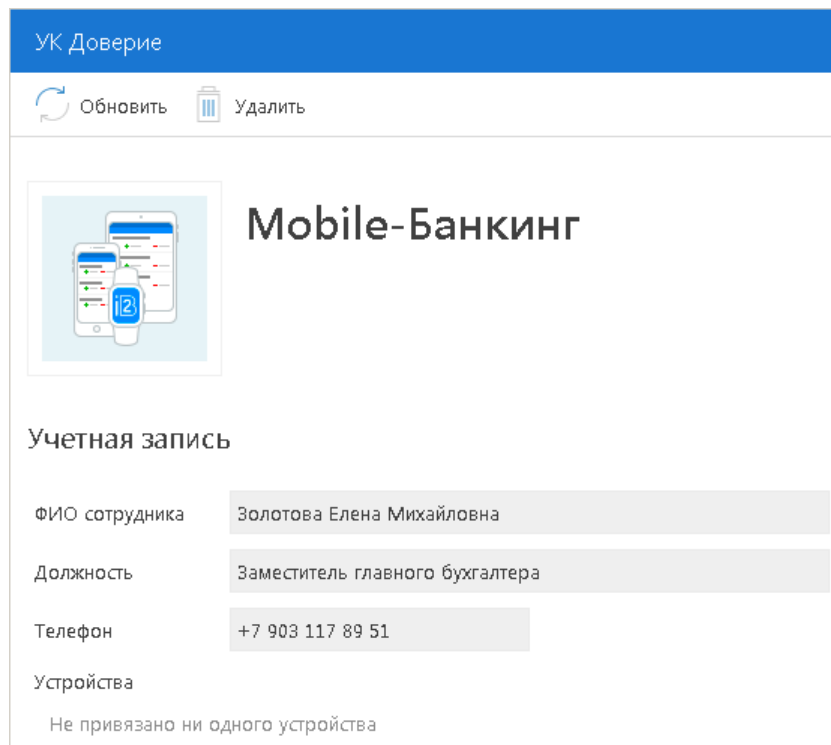 УК Доверие
Обновить Удалить
Mobile-Банкинг
i2B
Учетная запись
ФИО сотрудника Золотова Елена Михайловна
Должность Заместитель главного бухгалтера
Телефон +7 903 117 89 51
Устройства
Не привязано ни одного устройства